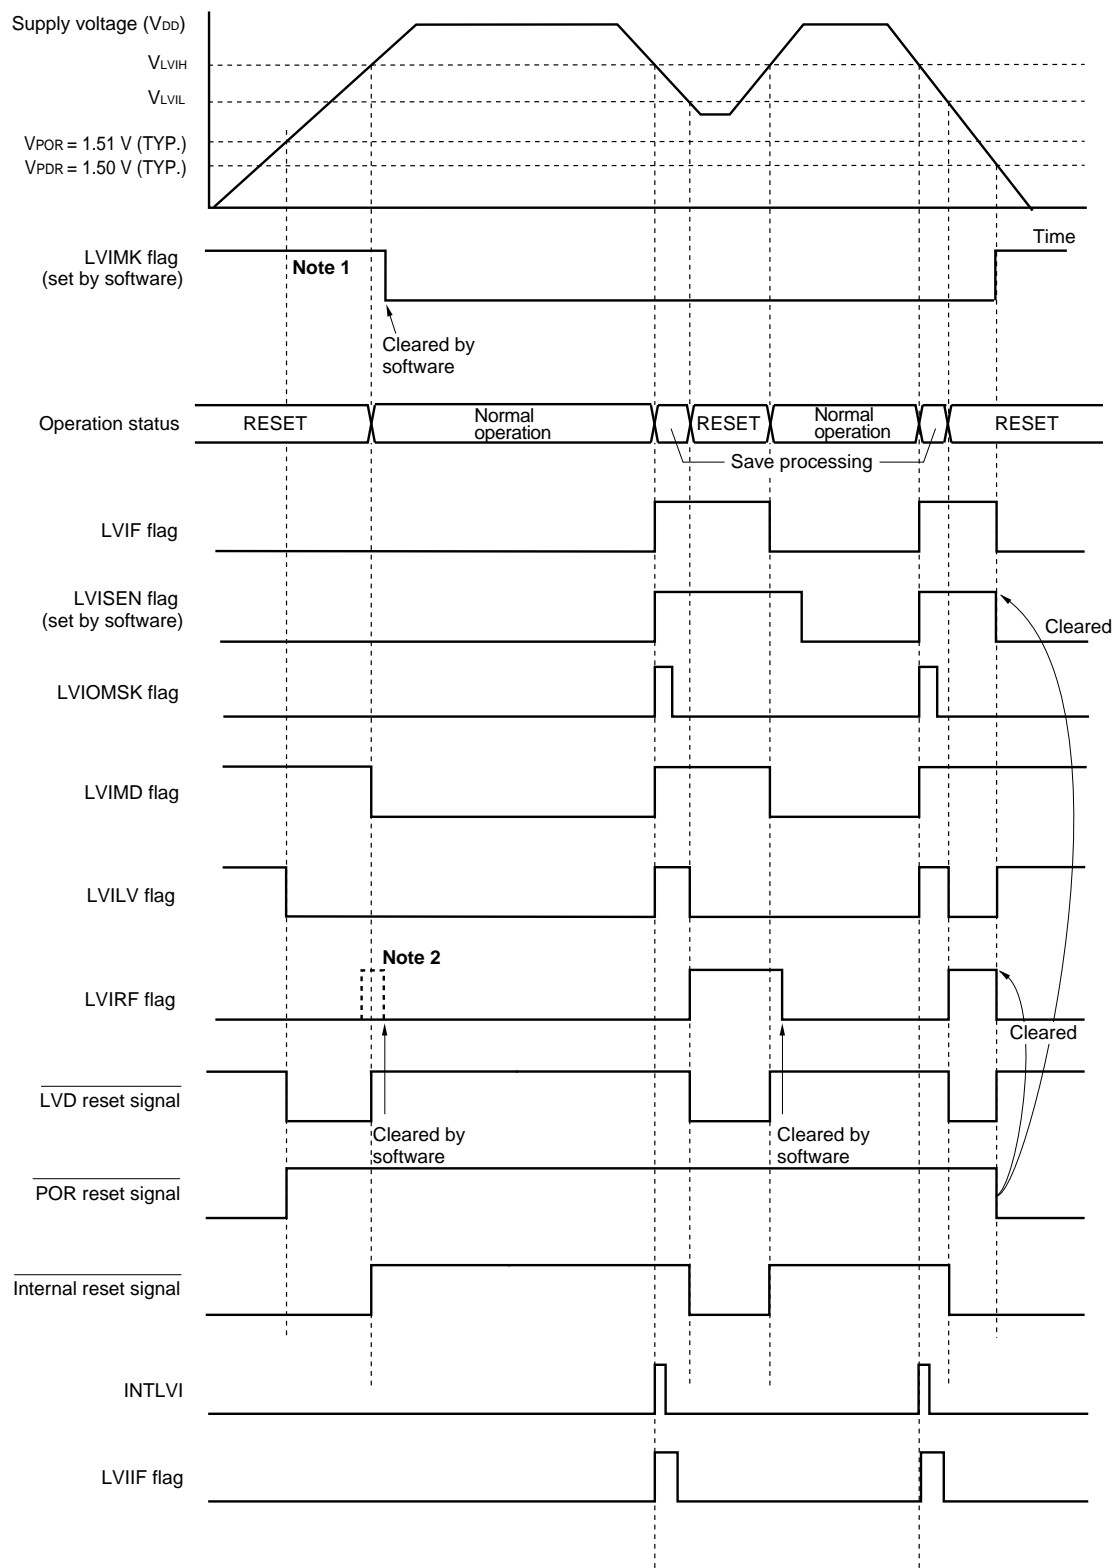 Supply voltage (VDD)
VLVIH
VLVIL
VPOR = 1.51 V (TYP.)
VPDR = 1.50 V (TYP.)
Time
LVIMK flag
(set by software)
Note 1
Cleared by
software
Operation status
RESET
Normal
operation
RESET
Normal
operation
RESET
Save processing
LVIF flag
LVISEN flag
(set by software)
Cleared
LVIOMSK flag
LVIMD flag
LVILV flag
Note 2
LVIRF flag
Cleared
LVD reset signal
Cleared by
software
Cleared by
software
POR reset signal
Internal reset signal
INTLVI
LVIIF flag